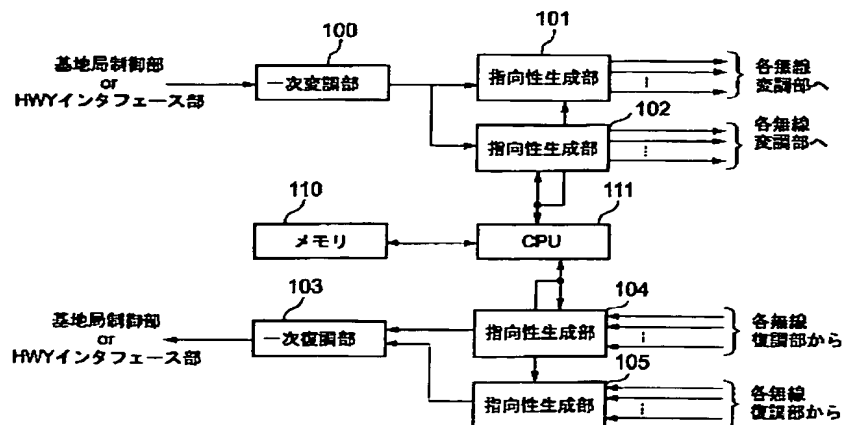 100
101
基地局制御部
or
HWYインタフェース部
一次変調部
指向性生成部
各無線
変調部へ
102
指向性生成部
各無線
変調部へ
110
111
メモリ
CPU
103
104
基地局制御部
or
HWYインタフェース部
一次復調部
指向性生成部
各無線
復調部から
105
指向性生成部
各無線
復調部から